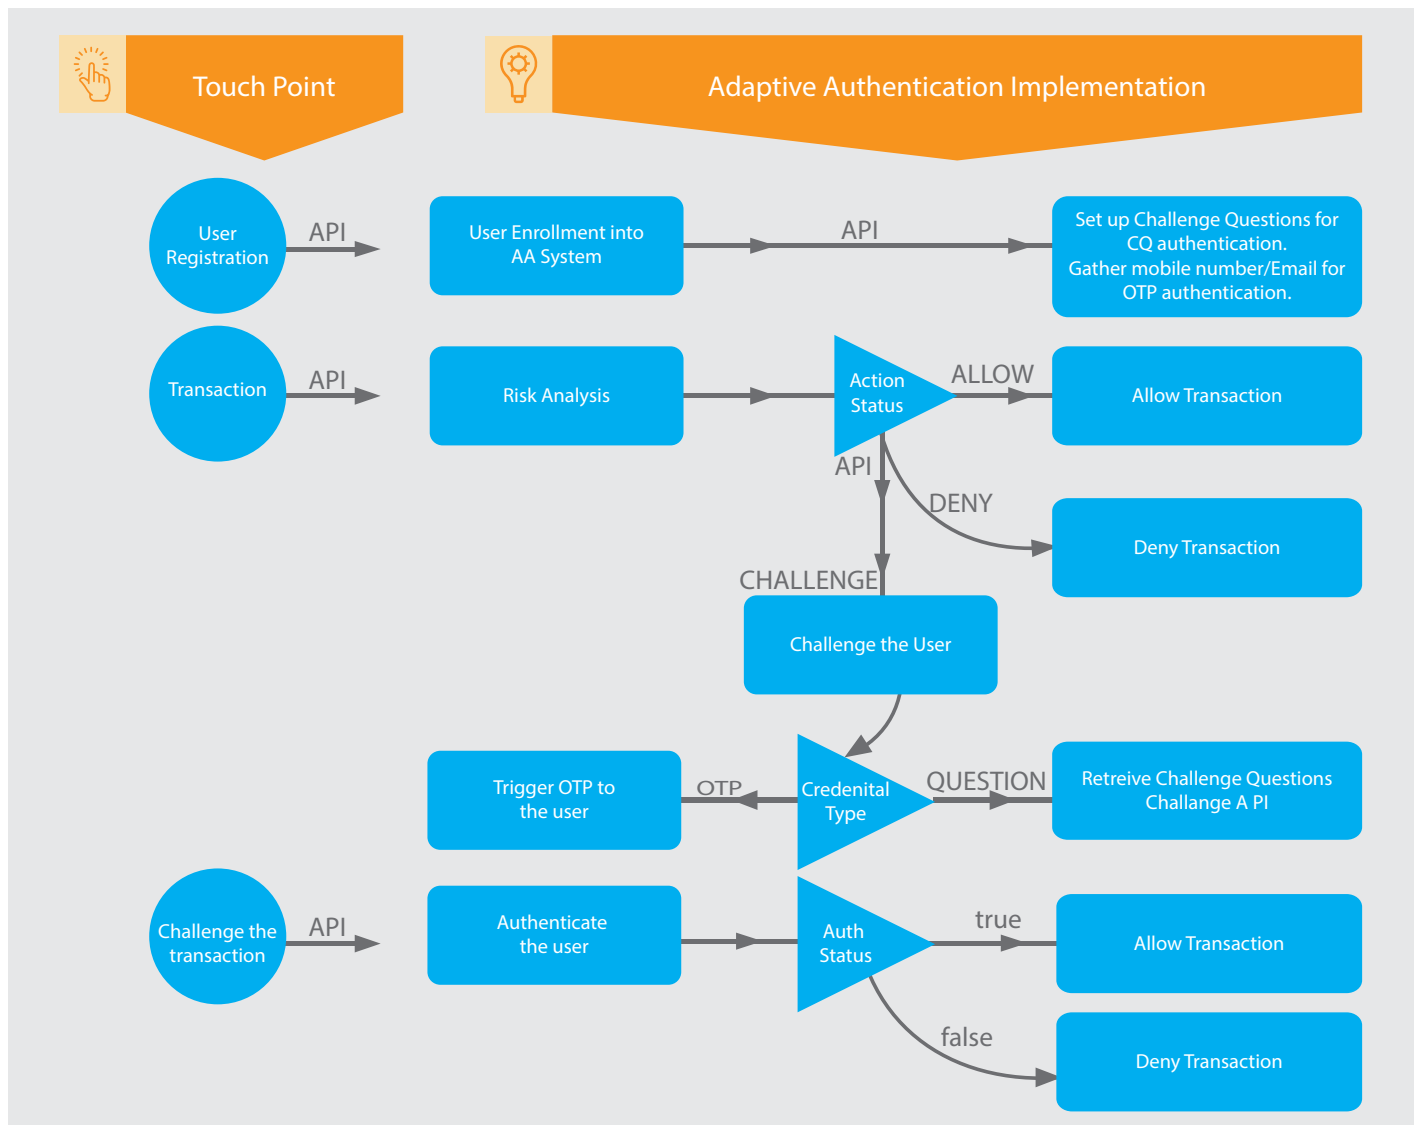 Touch Point
Adaptive Authentication Implementation
User
Registration
API
User Enrollment into
AA System
API
Set up Challenge Questions for
CQ authentication.
Gather mobile number/Email for
OTP authentication.
Transaction
API
Risk Analysis
Action
Status
ALLOW
Allow Transaction
API
DENY
Deny Transaction
CHALLENGE
Challenge the User
Trigger OTP to
the user
OTP
Credenital
Type
QUESTION
Retreive Challenge Questions
Challange A PI
Challenge the
transaction
API
Authenticate
the user
Auth
Status
true
Allow Transaction
false
Deny Transaction